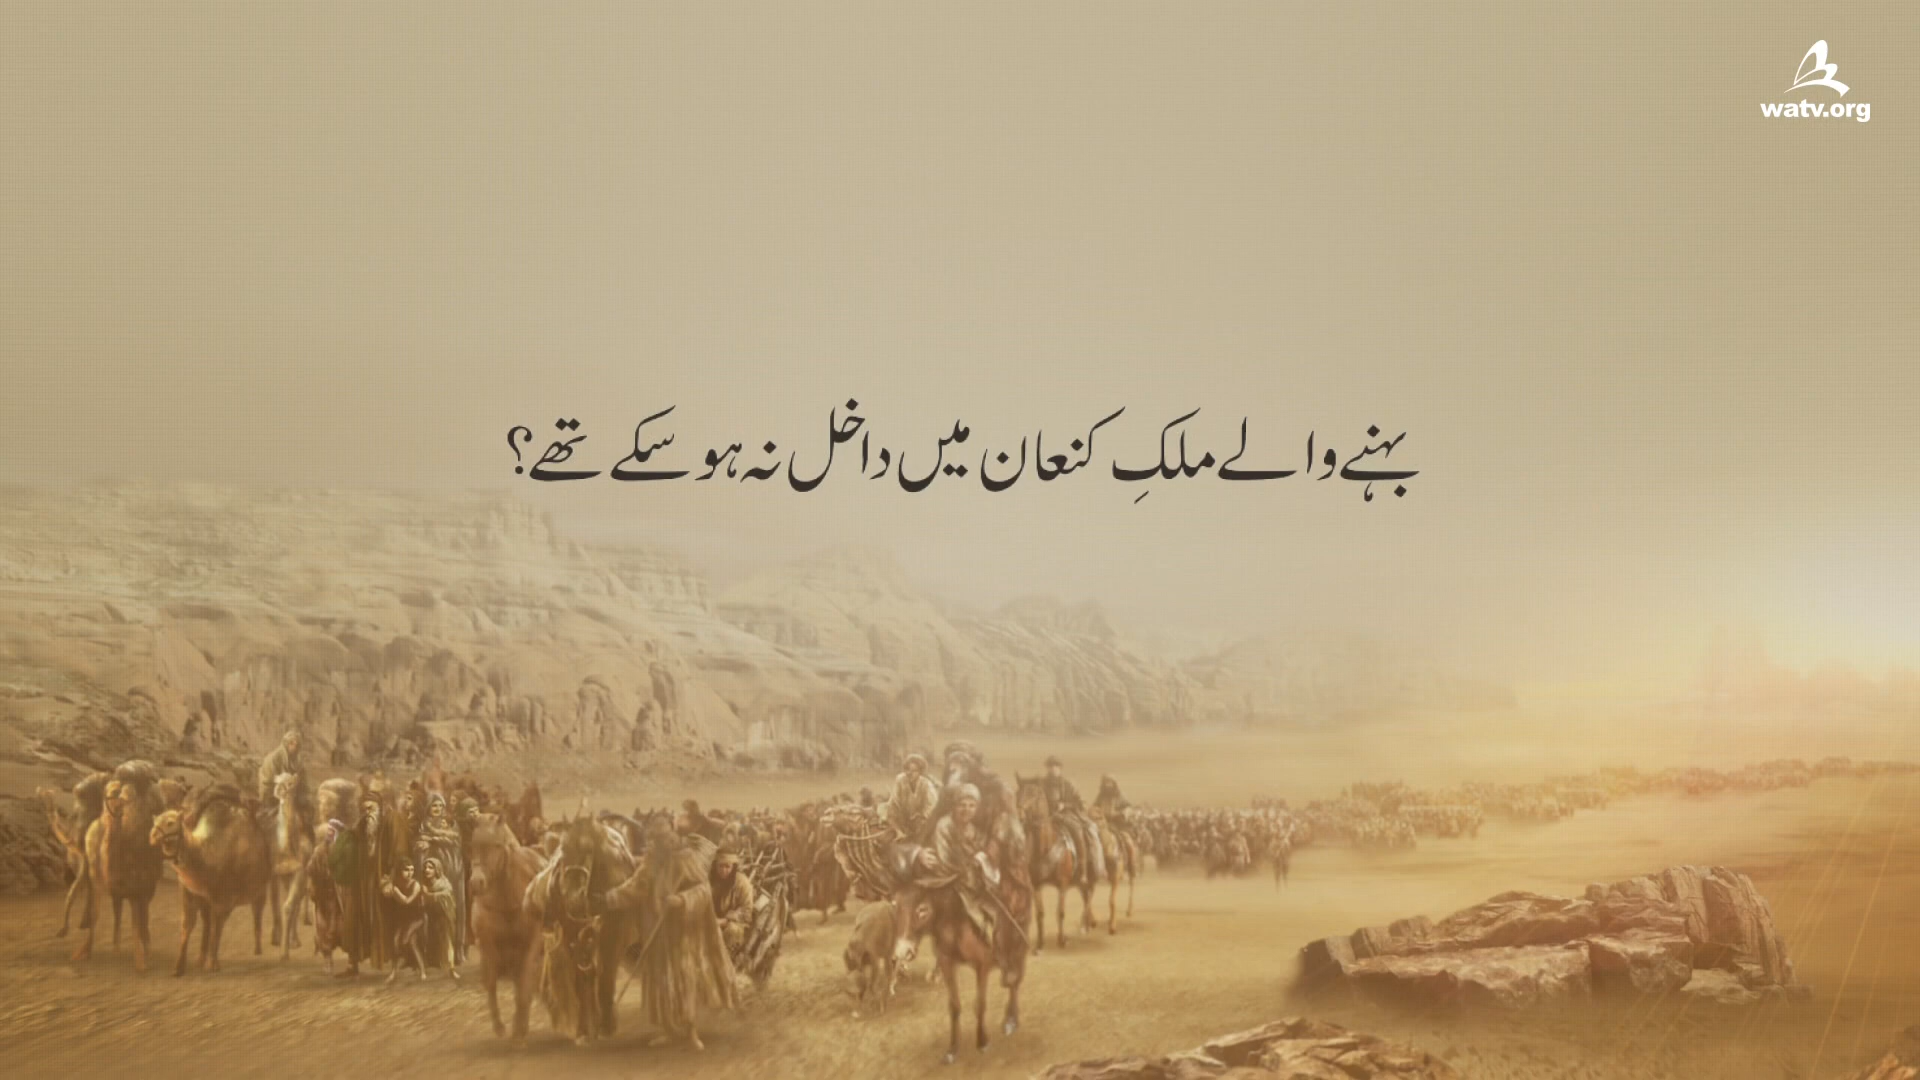 watv.org
بہنے والے ملکِ کنعان میں داخل نہ ہو سکے تھے؟